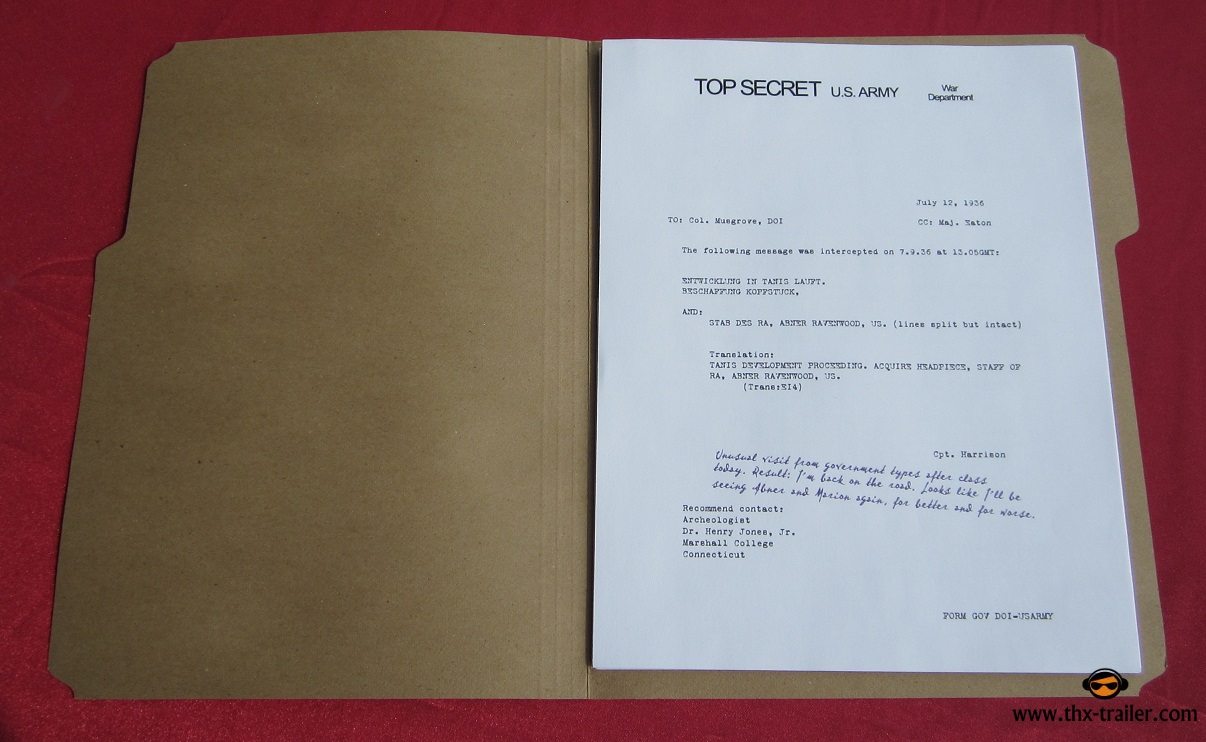 TOP SECRET U.S. ARMY War Department
July 12, 1936
TO: Col. Musgrove, DOI CC: Maj. Eaton
The following message was intercepted on 7.9.36 at 13.05GMT:
ENTWICKLUNG IN TANIS LAUFT.
BESCHAFFUNG KOPFSTUCK,
AND:
STAB DES RA, ABNER RAVENWOOD, US. (lines split but intact)
Translation:
TANIS DEVELOPMENT PROCEEDING. ACQUIRE HEADPIECE, STAFF OF
RA, ABNER RAVENWOOD, US.
(Trans:EI4)
Cpt. Harrison
Unusual visit from government types after class
today. Result: I'm back on the road. Looks like I'll be
seeing Abner and Marion again, for better and for worse.
Recommend contact:
Archeologist
Dr. Henry Jones, Jr.
Marshall College
Connecticut
FORM GOV DOI-USARMY
www.thx-trailer.com